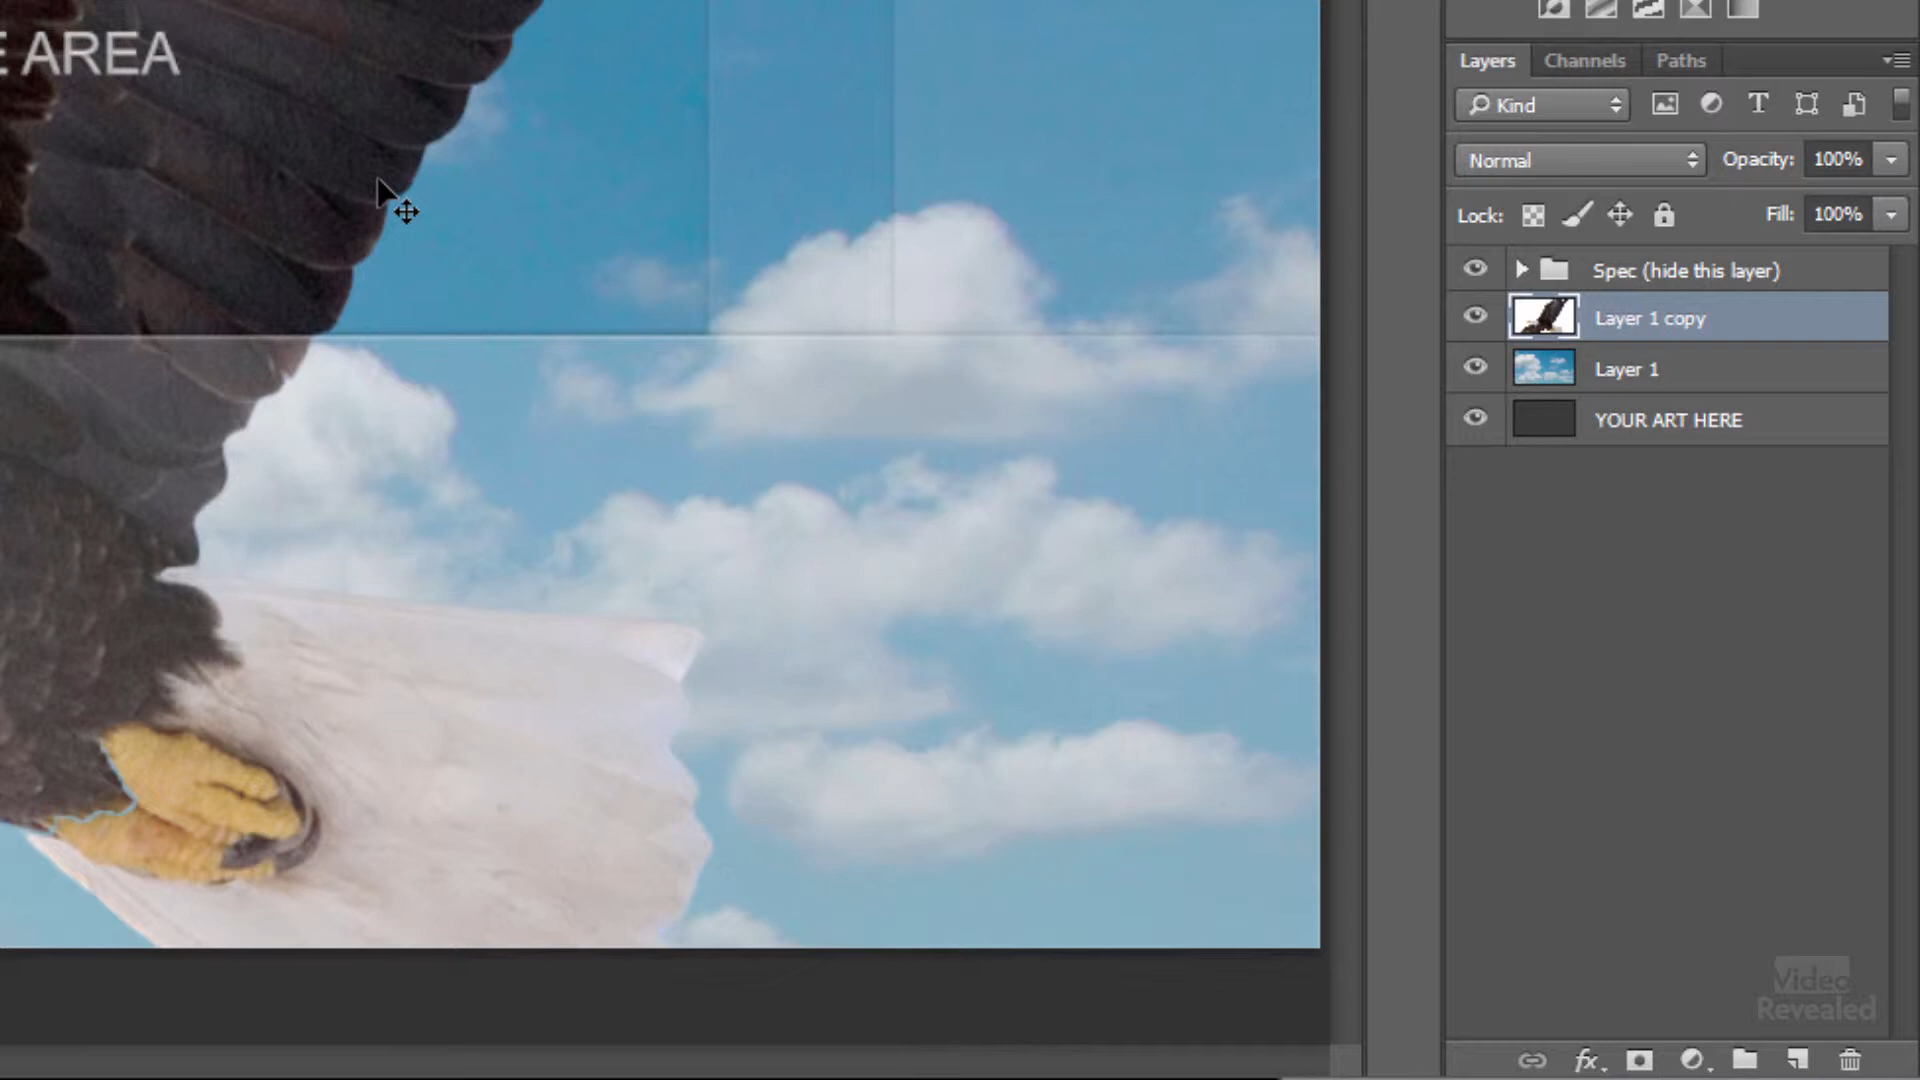 E AREA
Layers Channels Paths
Kind
Normal Opacity: 100%
Lock: Fill: 100%
Spec (hide this layer)
Layer 1 copy
Layer 1
YOUR ART HERE
Video
Revealed
fx